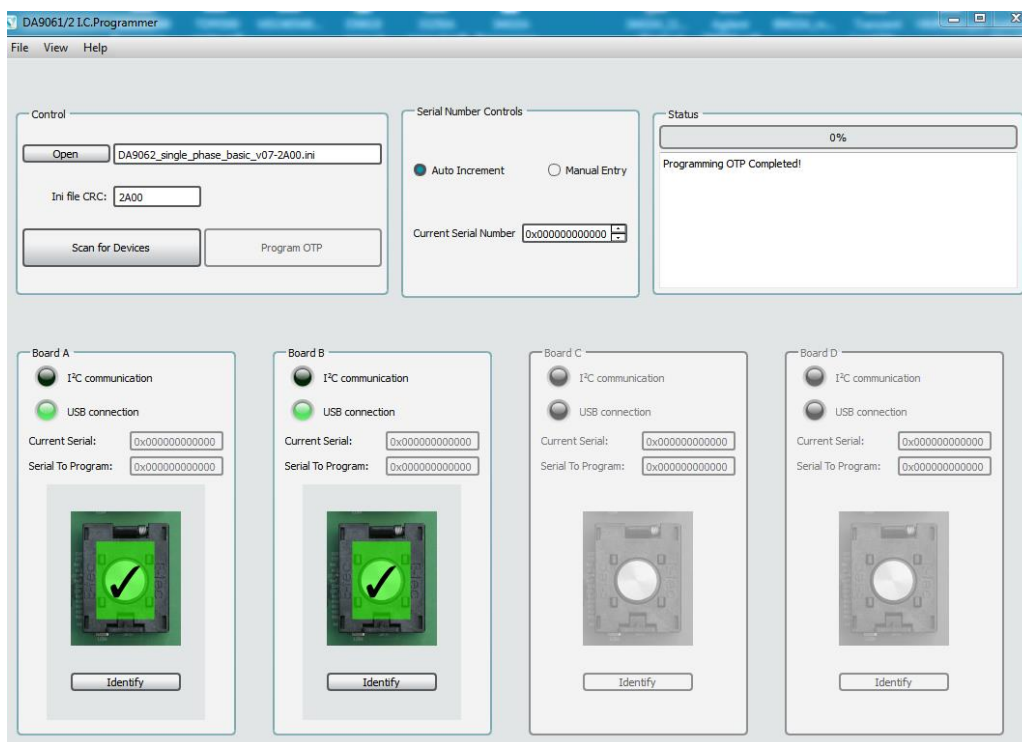 DA9061/2 I.C.Programmer
File View Help
Control
Open DA9062_single_phase_basic_v07-2A00.ini
Ini file CRC: 2A00
Scan for Devices Program OTP
Serial Number Controls
Auto Increment Manual Entry
Current Serial Number 0x000000000000
Status
0%
Programming OTP Completed!
Board A
I²C communication
USB connection
Current Serial: 0x000000000000
Serial To Program: 0x000000000000
Identify
Board B
I²C communication
USB connection
Current Serial: 0x000000000000
Serial To Program: 0x000000000000
Identify
Board C
I²C communication
USB connection
Current Serial: 0x000000000000
Serial To Program: 0x000000000000
Identify
Board D
I²C communication
USB connection
Current Serial: 0x000000000000
Serial To Program: 0x000000000000
Identify